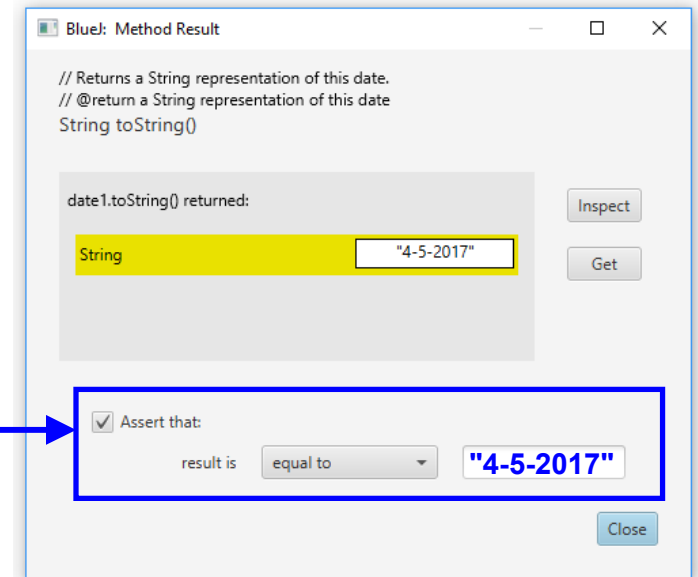 BlueJ: Method Result
// Returns a String representation of this date.
// @return a String representation of this date
String toString()
date1.toString() returned:
Inspect
String "4-5-2017"
Get
Assert that:
result is equal to "4-5-2017"
Close